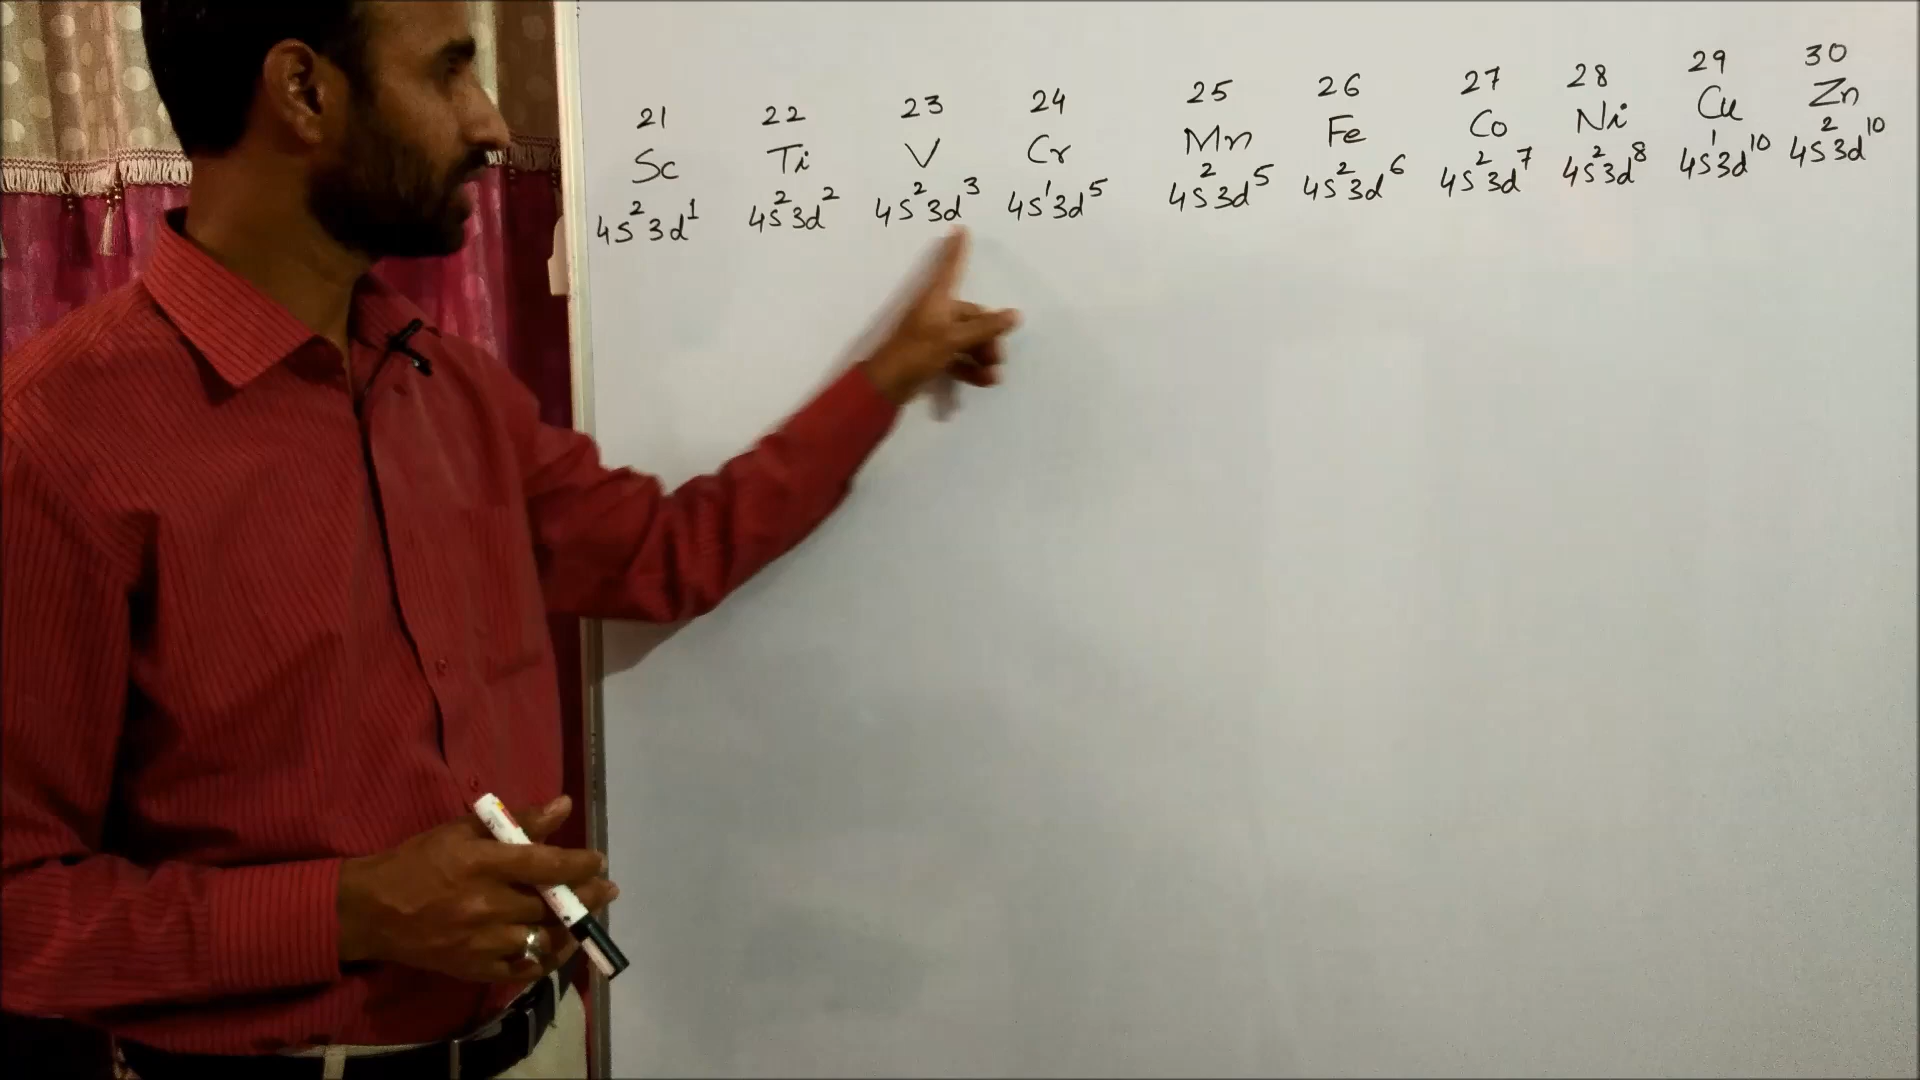 21 22 23 24 25 26 27 28 29 30
Sc Ti V Cr Mn Fe Co Ni Cu Zn
4s²3d¹ 4s²3d² 4s²3d³ 4s¹3d⁵ 4s²3d⁵ 4s²3d⁶ 4s²3d⁷ 4s²3d⁸ 4s¹3d¹⁰ 4s²3d¹⁰